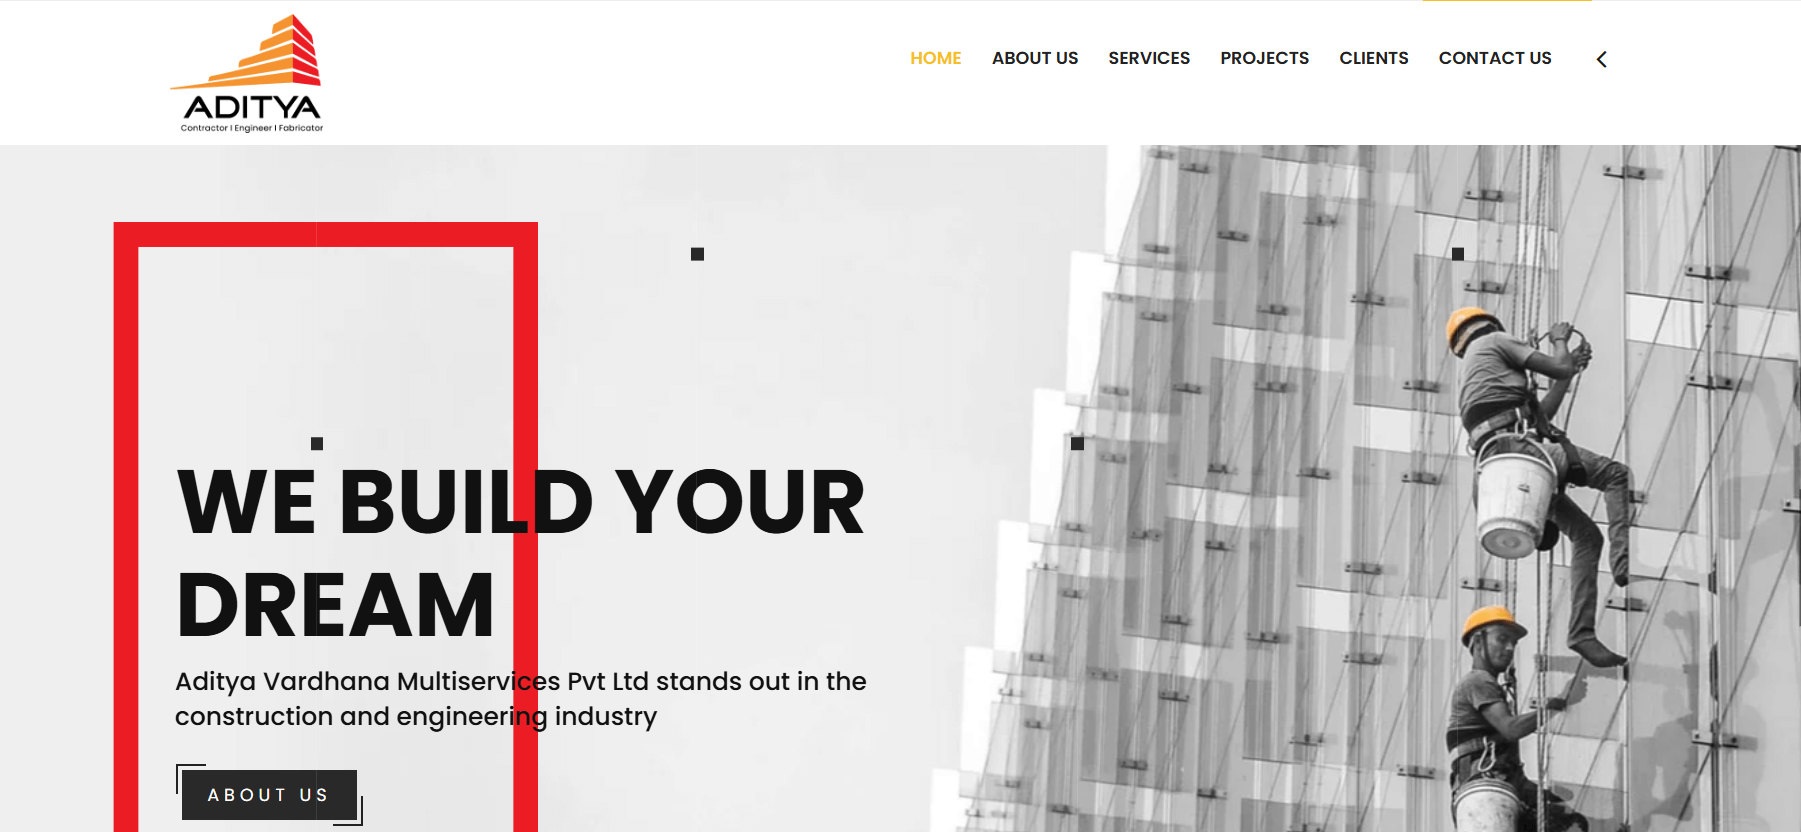 ADITYA
Contractor | Engineer | Fabricator
HOME ABOUT US SERVICES PROJECTS CLIENTS CONTACT US
WE BUILD YOUR
DREAM
Aditya Vardhana Multiservices Pvt Ltd stands out in the
construction and engineering industry
ABOUT US